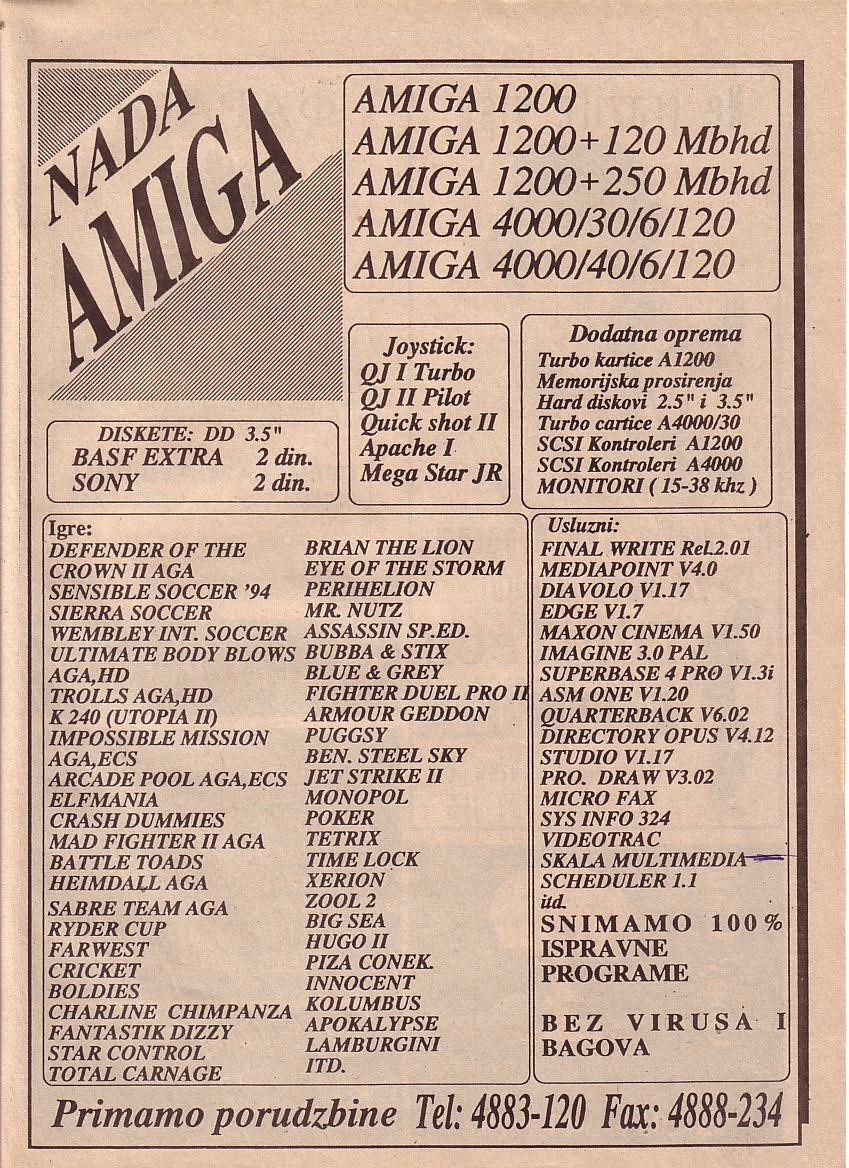 NADA
AMIGA
AMIGA 1200
AMIGA 1200+120 Mbhd
AMIGA 1200+250 Mbhd
AMIGA 4000/30/6/120
AMIGA 4000/40/6/120
Joystick:
QJ I Turbo
QJ II Pilot
Quick shot II
Apache I
Mega Star JR
Dodatna oprema
Turbo kartice A1200
Memorijska prosirenja
Hard diskovi 2.5" i 3.5"
Turbo cartice A4000/30
SCSI Kontroleri A1200
SCSI Kontroleri A4000
MONITORI ( 15-38 khz )
DISKETE: DD 3.5"
BASF EXTRA 2 din.
SONY 2 din.
Igre:
DEFENDER OF THE
CROWN II AGA
SENSIBLE SOCCER '94
SIERRA SOCCER
WEMBLEY INT. SOCCER
ULTIMATE BODY BLOWS
AGA,HD
TROLLS AGA,HD
K 240 (UTOPIA II)
IMPOSSIBLE MISSION
AGA,ECS
ARCADE POOL AGA,ECS
ELFMANIA
CRASH DUMMIES
MAD FIGHTER II AGA
BATTLE TOADS
HEIMDALL AGA
SABRE TEAM AGA
RYDER CUP
FARWEST
CRICKET
BOLDIES
CHARLINE CHIMPANZA
FANTASTIK DIZZY
STAR CONTROL
TOTAL CARNAGE
BRIAN THE LION
EYE OF THE STORM
PERIHELION
MR. NUTZ
ASSASSIN SP.ED.
BUBBA & STIX
BLUE & GREY
FIGHTER DUEL PRO II
ARMOUR GEDDON
PUGGSY
BEN. STEEL SKY
JET STRIKE II
MONOPOL
POKER
TETRIX
TIME LOCK
XERION
ZOOL 2
BIG SEA
HUGO II
PIZA CONEK.
INNOCENT
KOLUMBUS
APOKALYPSE
LAMBURGINI
ITD.
Usluzni:
FINAL WRITE Rel.2.01
MEDIAPOINT V4.0
DIAVOLO V1.17
EDGE V1.7
MAXON CINEMA V1.50
IMAGINE 3.0 PAL
SUPERBASE 4 PRO V1.3i
ASM ONE V1.20
QUARTERBACK V6.02
DIRECTORY OPUS V4.12
STUDIO V1.17
PRO. DRAW V3.02
MICRO FAX
SYS INFO 324
VIDEOTRAC
SKALA MULTIMEDIA
SCHEDULER 1.1
itd.
SNIMAMO 100%
ISPRAVNE
PROGRAME
BEZ VIRUSA I
BAGOVA
Primamo porudzbine Tel: 4883-120 Fax: 4888-234